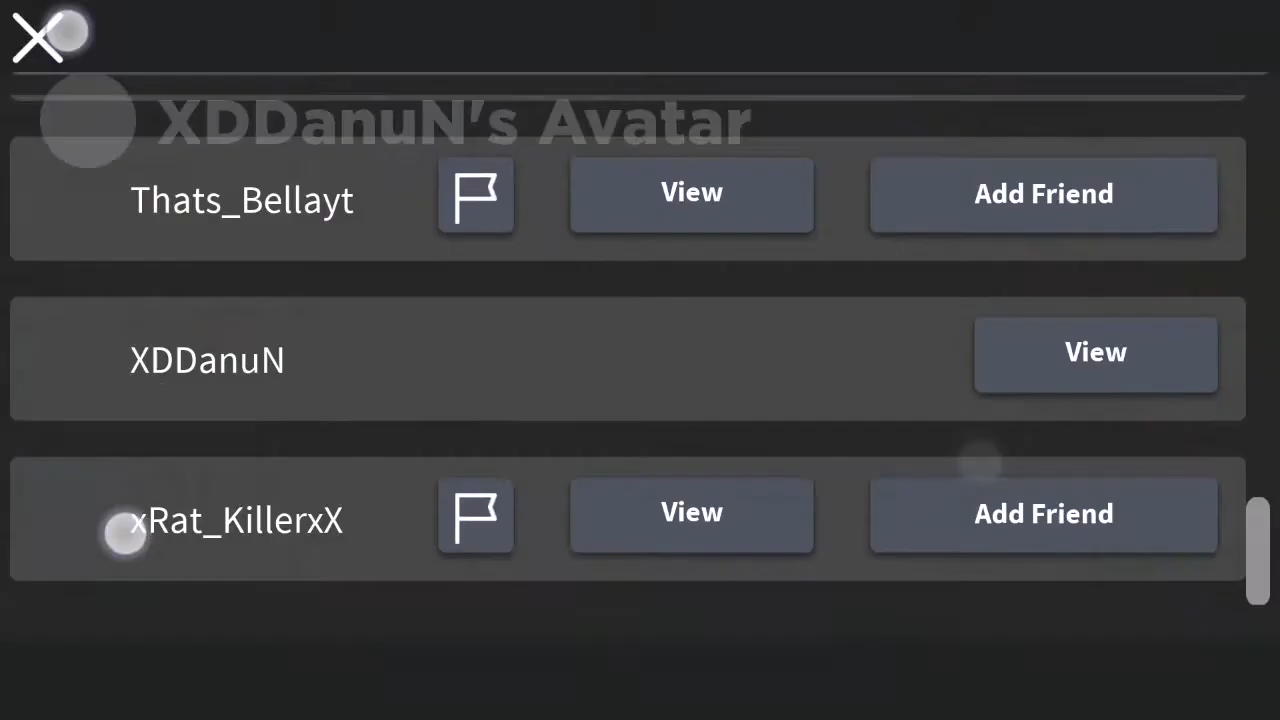 XDDanuN's Avatar
Thats_Bellayt View Add Friend
XDDanuN View
xRat_KillerxX View Add Friend